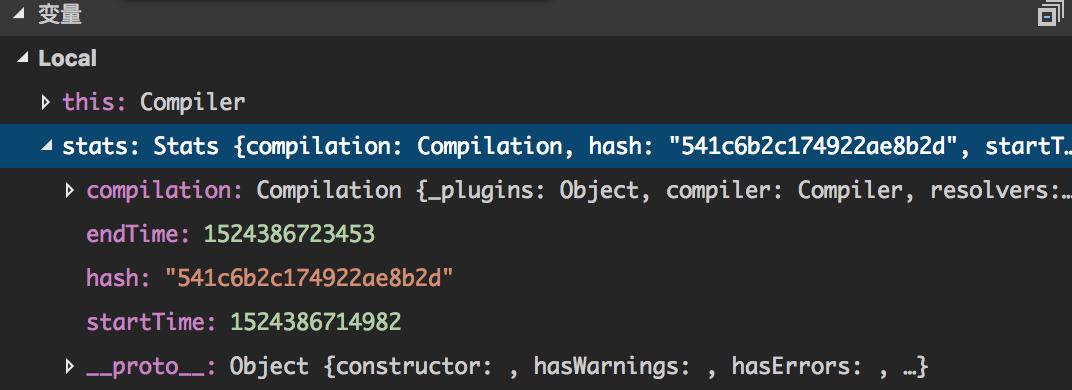 变量
Local
this: Compiler
stats: Stats {compilation: Compilation, hash: "541c6b2c174922ae8b2d", startT…
compilation: Compilation {_plugins: Object, compiler: Compiler, resolvers:…
endTime: 1524386723453
hash: "541c6b2c174922ae8b2d"
startTime: 1524386714982
__proto__: Object {constructor: , hasWarnings: , hasErrors: , …}